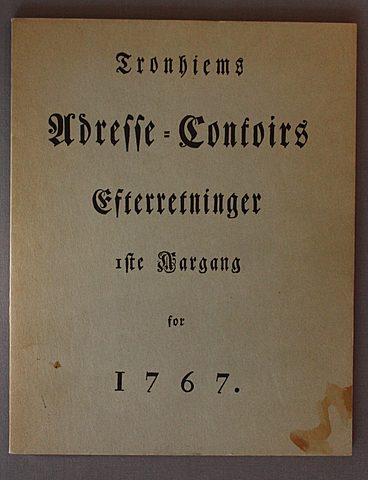 Tronhiems
Adresse=Contoirs
Efterretninger
1ste Aargang
for
1767.